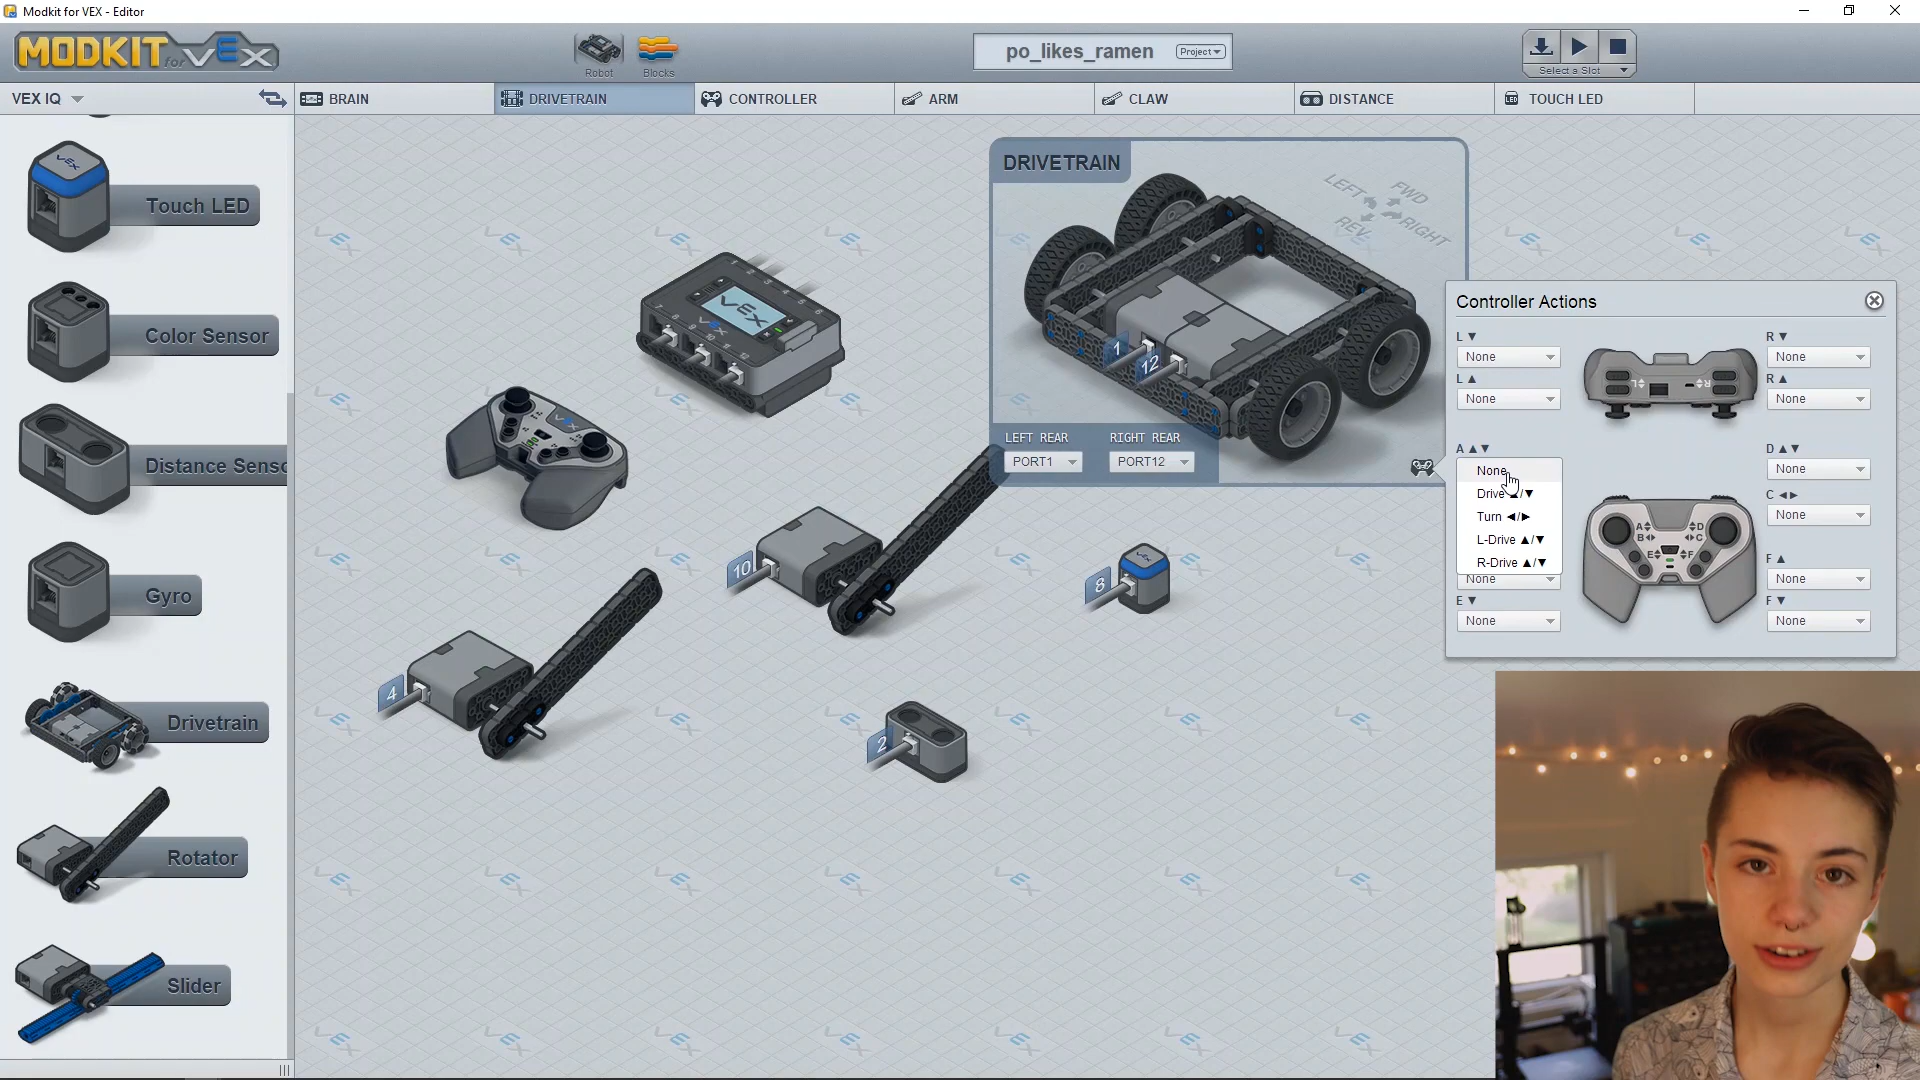 Modkit for VEX - Editor
MODKIT for VEX
Robot
Blocks
po_likes_ramen
Project ▾
Select a Slot
VEX IQ
BRAIN
DRIVETRAIN
CONTROLLER
ARM
CLAW
DISTANCE
TOUCH LED
Touch LED
Color Sensor
Distance Senso
Gyro
Drivetrain
Rotator
Slider
DRIVETRAIN
LEFT
FWD
REV
RIGHT
1
12
LEFT REAR
RIGHT REAR
PORT1
PORT12
10
8
4
2
Controller Actions
L ▼
None
L ▲
None
R ▼
None
R ▲
None
A ▲▼
None
Drive ▲/▼
Turn ◀/▶
L-Drive ▲/▼
R-Drive ▲/▼
None
E ▼
None
D ▲▼
None
C ◀▶
None
F ▲
None
F ▼
None